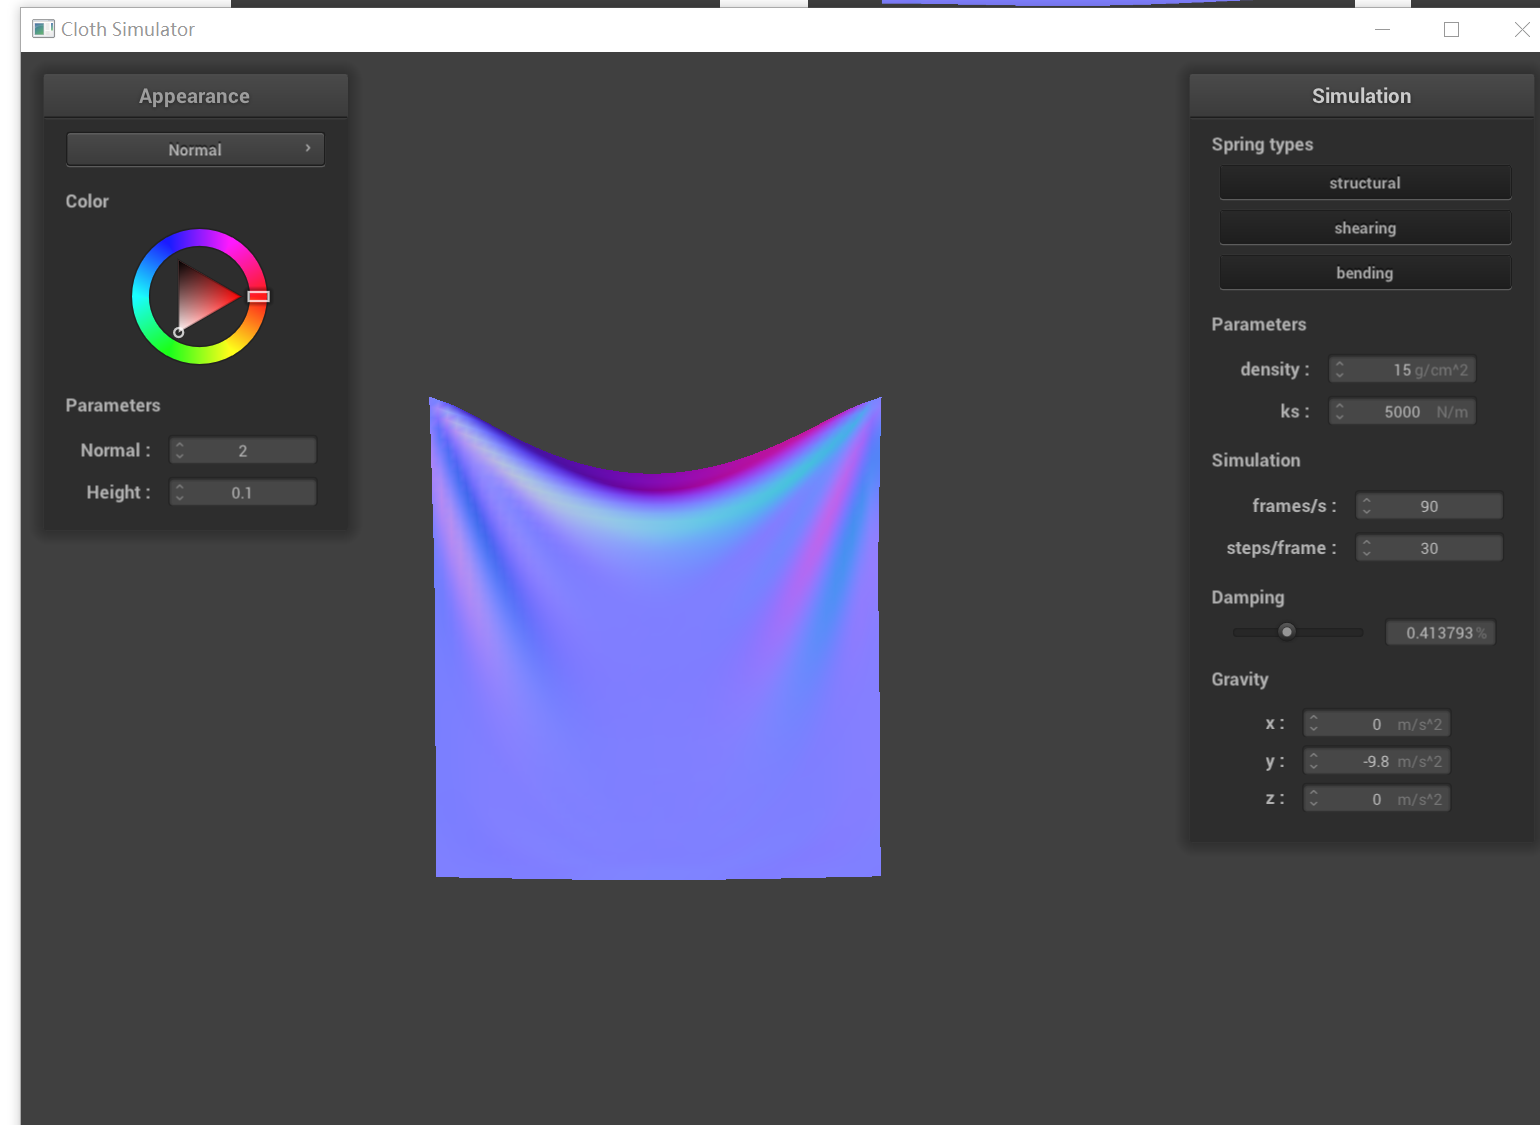 Cloth Simulator
Appearance
Normal
Color
Parameters
Normal : 2
Height : 0.1
Simulation
Spring types
structural
shearing
bending
Parameters
density : 15 g/cm^2
ks : 5000 N/m
Simulation
frames/s : 90
steps/frame : 30
Damping
0.413793 %
Gravity
x : 0 m/s^2
y : -9.8 m/s^2
z : 0 m/s^2